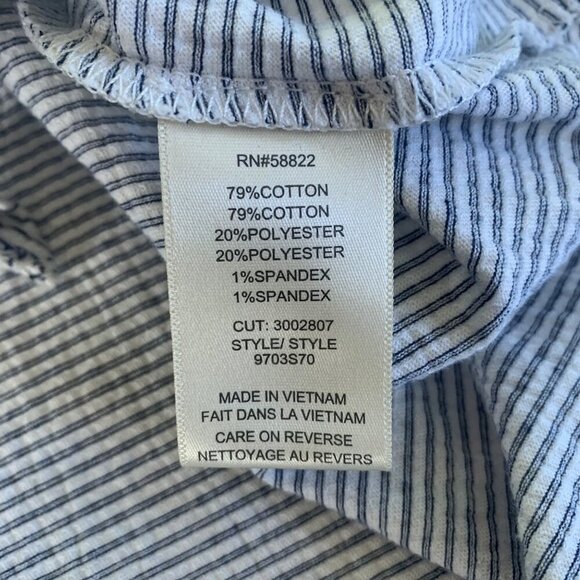 RN#58822
79%COTTON
79%COTTON
20%POLYESTER
20%POLYESTER
1%SPANDEX
1%SPANDEX
CUT: 3002807
STYLE/ STYLE
9703S70
MADE IN VIETNAM
FAIT DANS LA VIETNAM
CARE ON REVERSE
NETTOYAGE AU REVERS